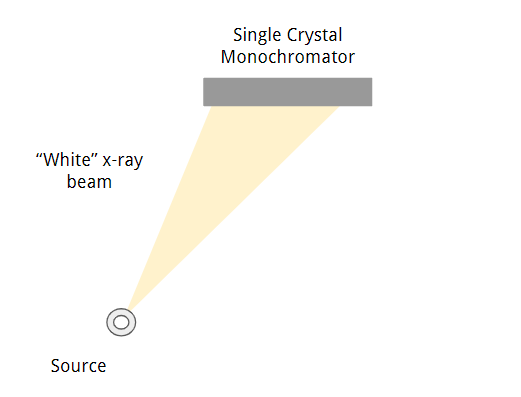 Single Crystal
Monochromator
“White” x-ray
beam
Source